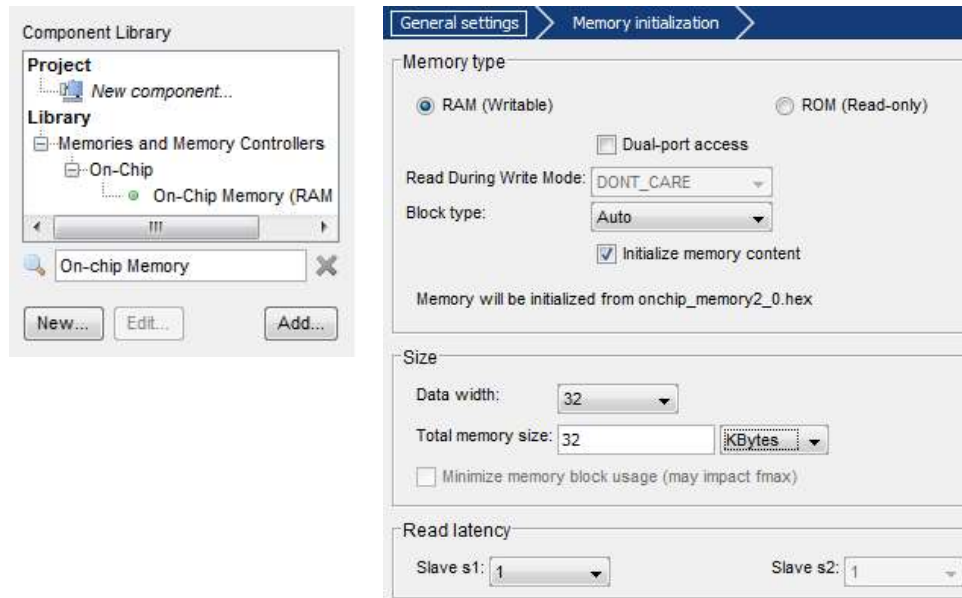 Component Library
Project
New component...
Library
Memories and Memory Controllers
On-Chip
On-Chip Memory (RAM
On-chip Memory
New... Edit... Add...
General settings Memory initialization
Memory type
RAM (Writable) ROM (Read-only)
Dual-port access
Read During Write Mode: DONT_CARE
Block type: Auto
Initialize memory content
Memory will be initialized from onchip_memory2_0.hex
Size
Data width: 32
Total memory size: 32 KBytes
Minimize memory block usage (may impact fmax)
Read latency
Slave s1: 1 Slave s2: 1